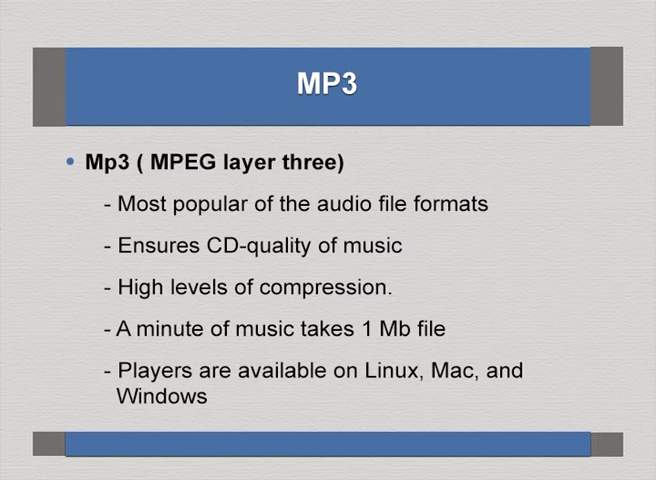 MP3
• Mp3 ( MPEG layer three)
- Most popular of the audio file formats
- Ensures CD-quality of music
- High levels of compression.
- A minute of music takes 1 Mb file
- Players are available on Linux, Mac, and
Windows